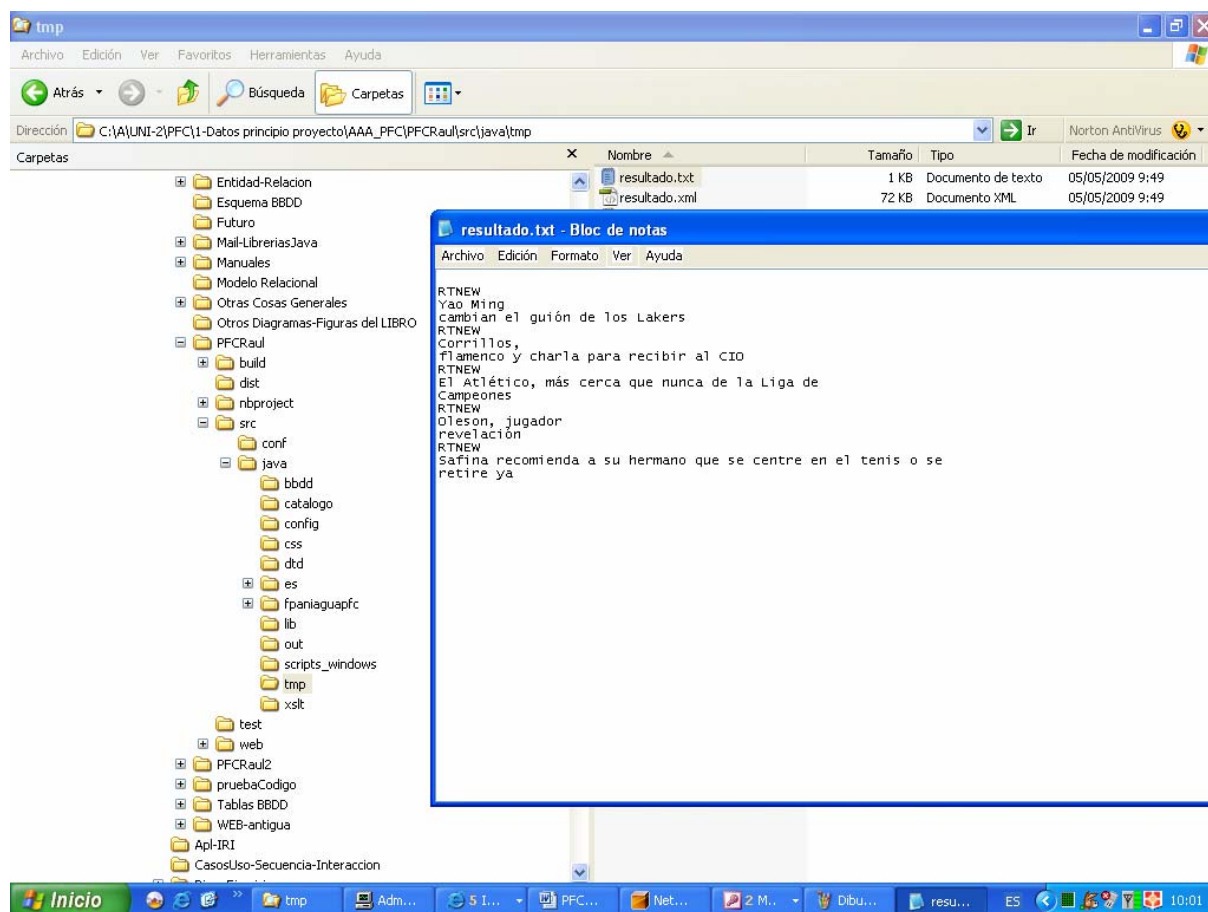 tmp
Archivo Edición Ver Favoritos Herramientas Ayuda
Atrás Búsqueda Carpetas
Dirección C:\A\UNI-2\PFC\1-Datos principio proyecto\AAA_PFC\PFCRaul\src\java\tmp Ir Norton AntiVirus
Carpetas Nombre Tamaño Tipo Fecha de modificación
resultado.txt 1 KB Documento de texto 05/05/2009 9:49
resultado.xml 72 KB Documento XML 05/05/2009 9:49
Entidad-Relacion
Esquema BBDD
Futuro
Mail-LibreriasJava
Manuales
Modelo Relacional
Otras Cosas Generales
Otros Diagramas-Figuras del LIBRO
PFCRaul
build
dist
nbproject
src
conf
java
bbdd
catalogo
config
css
dtd
es
fpaniaguapfc
lib
out
scripts_windows
tmp
xslt
test
web
PFCRaul2
pruebaCodigo
Tablas BBDD
WEB-antigua
Apl-IRI
CasosUso-Secuencia-Interaccion
resultado.txt - Bloc de notas
Archivo Edición Formato Ver Ayuda
RTNEW
Yao Ming
cambian el guión de los Lakers
RTNEW
Corrillos,
flamenco y charla para recibir al CIO
RTNEW
El Atlético, más cerca que nunca de la Liga de
Campeones
RTNEW
Oleson, jugador
revelación
RTNEW
Safina recomienda a su hermano que se centre en el tenis o se
retire ya
Inicio tmp Adm... 5 I... PFC... Net... 2 M... Dibu... resu... ES 10:01